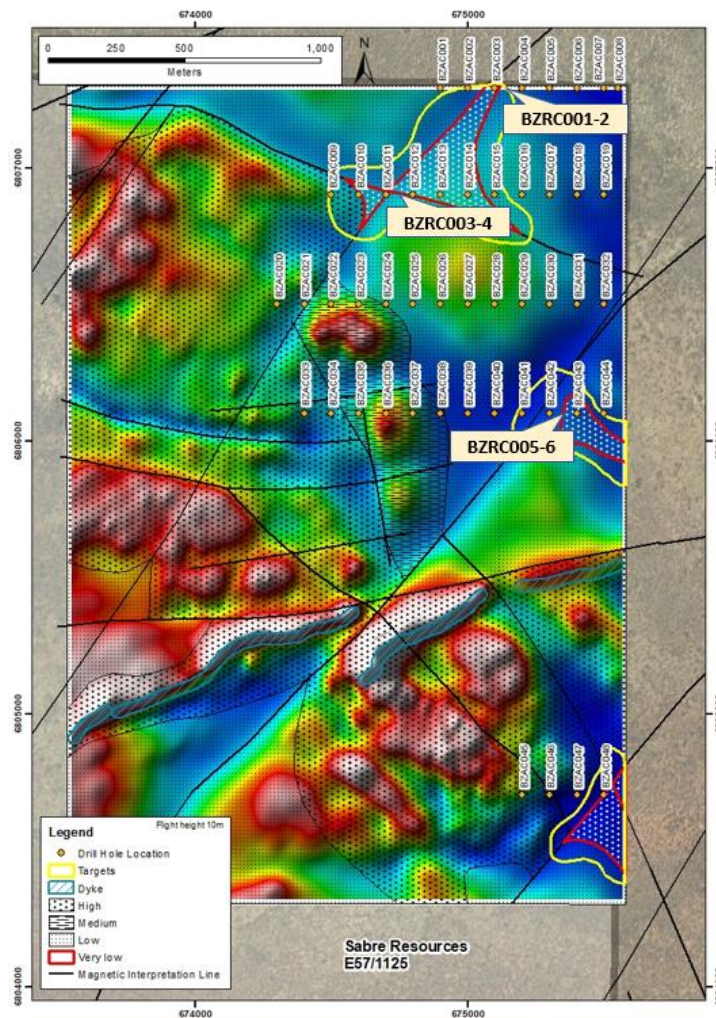 674000
675000
0
250
500
1,000
Meters
N
BZAC001
BZAC002
BZAC003
BZAC004
BZAC005
BZAC006
BZAC007
BZAC008
BZRC001-2
6807000
BZAC009
BZAC010
BZAC011
BZAC012
BZAC013
BZAC014
BZAC015
BZAC016
BZAC017
BZAC018
BZAC019
BZRC003-4
BZAC020
BZAC021
BZAC022
BZAC023
BZAC024
BZAC025
BZAC026
BZAC027
BZAC028
BZAC029
BZAC030
BZAC031
BZAC032
BZAC033
BZAC034
BZAC035
BZAC036
BZAC037
BZAC038
BZAC039
BZAC040
BZAC041
BZAC042
BZAC043
BZAC044
6806000
BZRC005-6
6805000
BZAC045
BZAC046
BZAC047
BZAC048
Flight height 10m
Legend
Drill Hole Location
Targets
Dyke
High
Medium
Low
Very low
Magnetic Interpretation Line
Sabre Resources
E57/1125
6804000
674000
675000